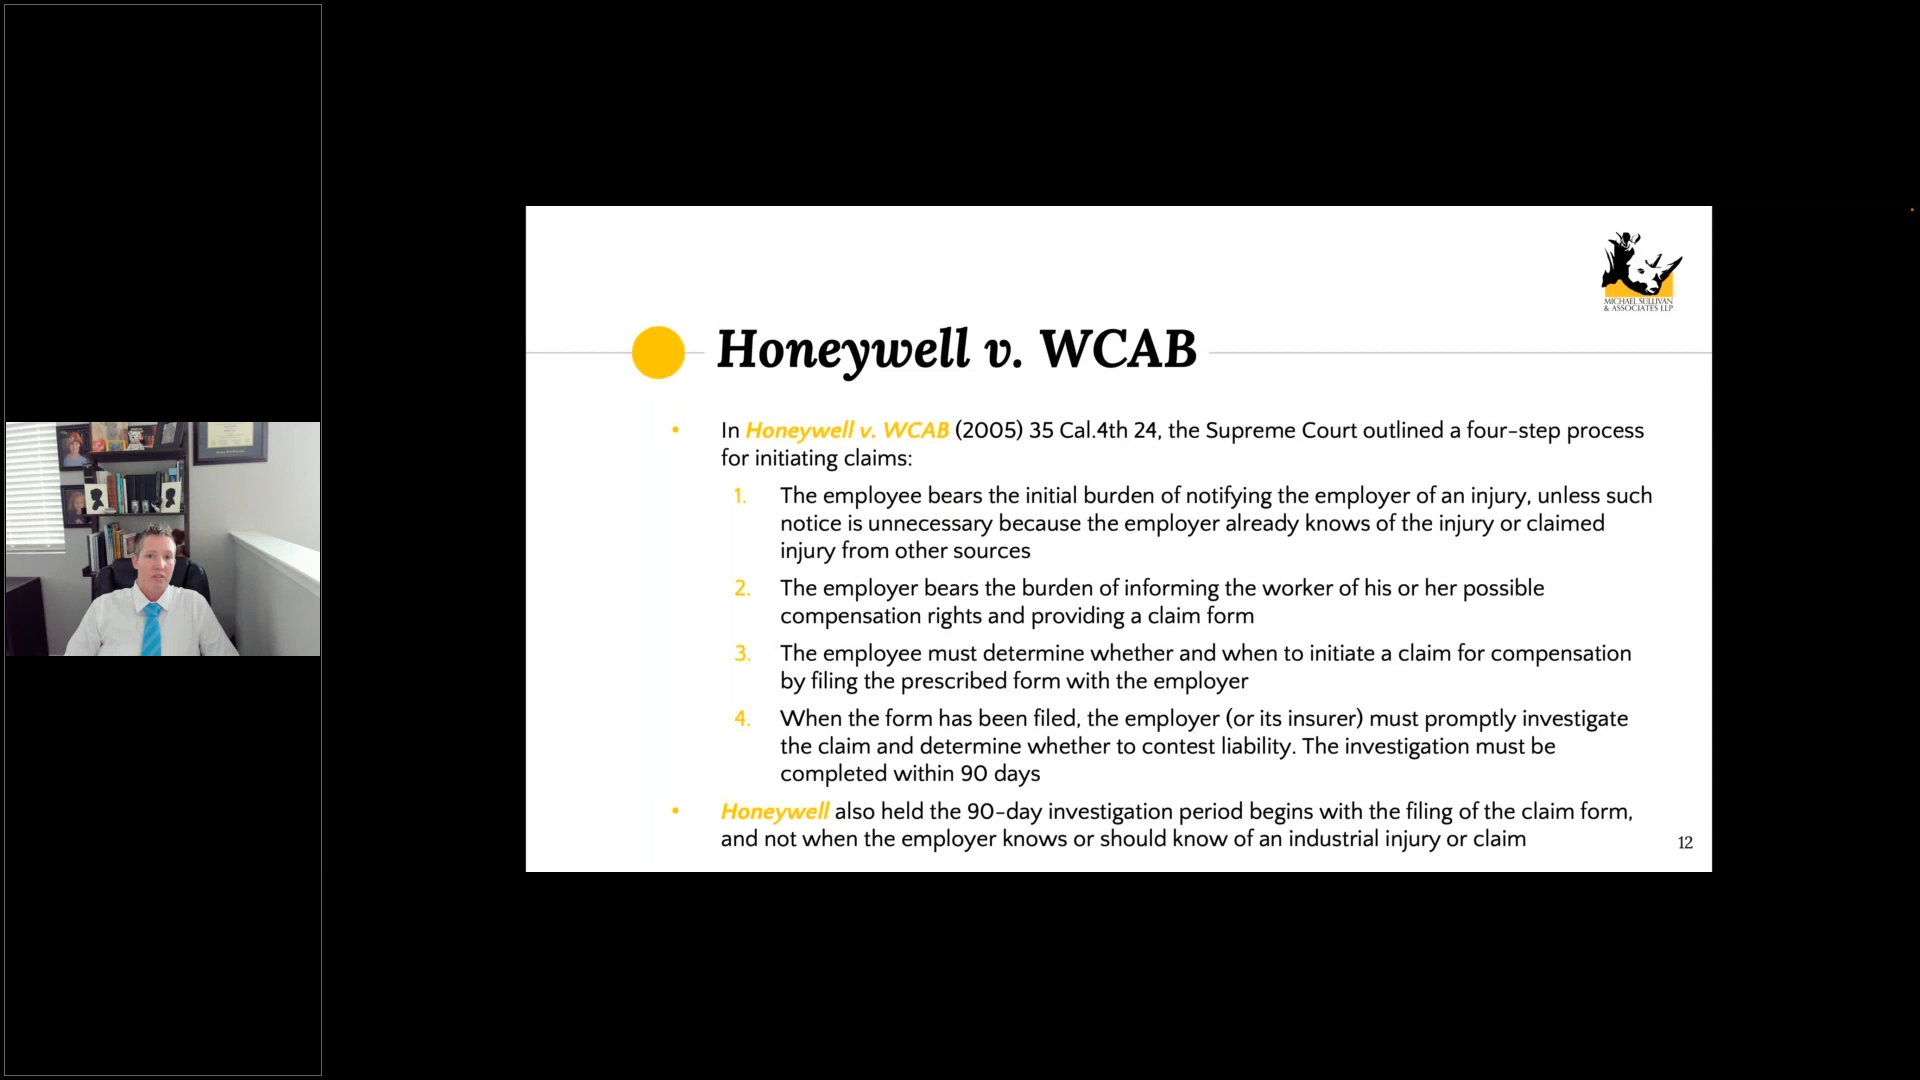 MICHAEL SULLIVAN
& ASSOCIATES LLP
Honeywell v. WCAB
• In Honeywell v. WCAB (2005) 35 Cal.4th 24, the Supreme Court outlined a four-step process
for initiating claims:
1. The employee bears the initial burden of notifying the employer of an injury, unless such
notice is unnecessary because the employer already knows of the injury or claimed
injury from other sources
2. The employer bears the burden of informing the worker of his or her possible
compensation rights and providing a claim form
3. The employee must determine whether and when to initiate a claim for compensation
by filing the prescribed form with the employer
4. When the form has been filed, the employer (or its insurer) must promptly investigate
the claim and determine whether to contest liability. The investigation must be
completed within 90 days
• Honeywell also held the 90-day investigation period begins with the filing of the claim form,
and not when the employer knows or should know of an industrial injury or claim
12